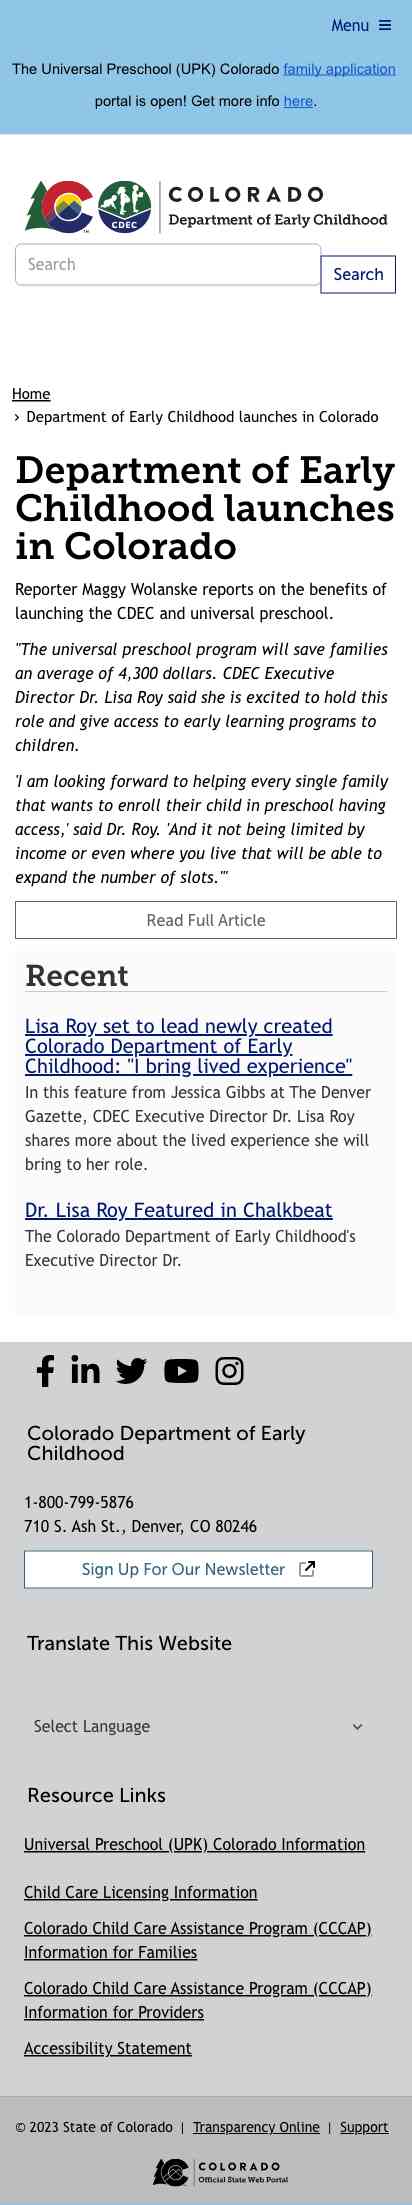 Menu
The Universal Preschool (UPK) Colorado family application
portal is open! Get more info here.
CDEC
COLORADO
Department of Early Childhood
Search
Search
Home
› Department of Early Childhood launches in Colorado
Department of Early
Childhood launches
in Colorado
Reporter Maggy Wolanske reports on the benefits of
launching the CDEC and universal preschool.
"The universal preschool program will save families
an average of 4,300 dollars. CDEC Executive
Director Dr. Lisa Roy said she is excited to hold this
role and give access to early learning programs to
children.
'I am looking forward to helping every single family
that wants to enroll their child in preschool having
access,' said Dr. Roy. 'And it not being limited by
income or even where you live that will be able to
expand the number of slots.'"
Read Full Article
Recent
Lisa Roy set to lead newly created
Colorado Department of Early
Childhood: "I bring lived experience"
In this feature from Jessica Gibbs at The Denver
Gazette, CDEC Executive Director Dr. Lisa Roy
shares more about the lived experience she will
bring to her role.
Dr. Lisa Roy Featured in Chalkbeat
The Colorado Department of Early Childhood's
Executive Director Dr.
Colorado Department of Early
Childhood
1-800-799-5876
710 S. Ash St., Denver, CO 80246
Sign Up For Our Newsletter
Translate This Website
Select Language
Resource Links
Universal Preschool (UPK) Colorado Information
Child Care Licensing Information
Colorado Child Care Assistance Program (CCCAP)
Information for Families
Colorado Child Care Assistance Program (CCCAP)
Information for Providers
Accessibility Statement
© 2023 State of Colorado | Transparency Online | Support
COLORADO
Official State Web Portal